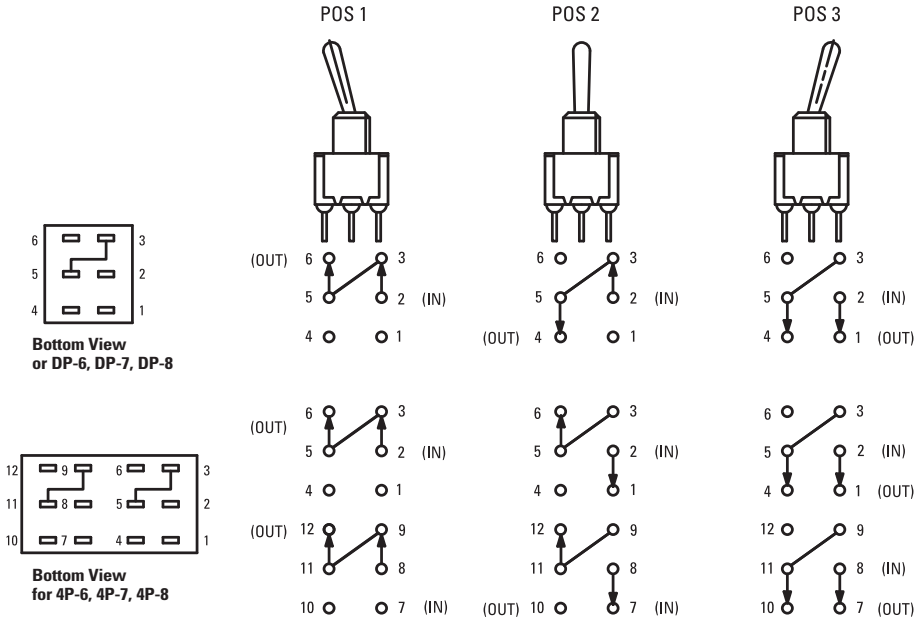 POS 1 POS 2 POS 3
6 3
5 2
4 1
Bottom View
or DP-6, DP-7, DP-8
(OUT) 6 3
5 2 (IN)
4 1
6 3
5 2 (IN)
(OUT) 4 1
6 3
5 2 (IN)
4 1 (OUT)
12 9 6 3
11 8 5 2
10 7 4 1
Bottom View
for 4P-6, 4P-7, 4P-8
6 3
(OUT)
5 2 (IN)
4 1
(OUT) 12 9
11 8
10 7 (IN)
6 3
5 2 (IN)
4 1
12 9
11 8
(OUT) 10 7 (IN)
6 3
5 2 (IN)
4 1 (OUT)
12 9
11 8 (IN)
10 7 (OUT)